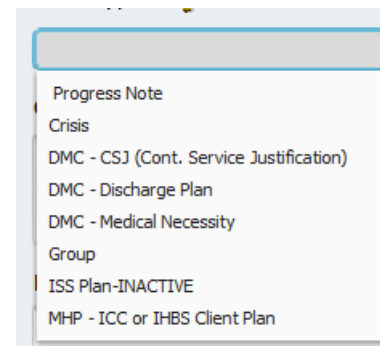 Progress Note
Crisis
DMC - CSJ (Cont. Service Justification)
DMC - Discharge Plan
DMC - Medical Necessity
Group
ISS Plan-INACTIVE
MHP - ICC or IHBS Client Plan